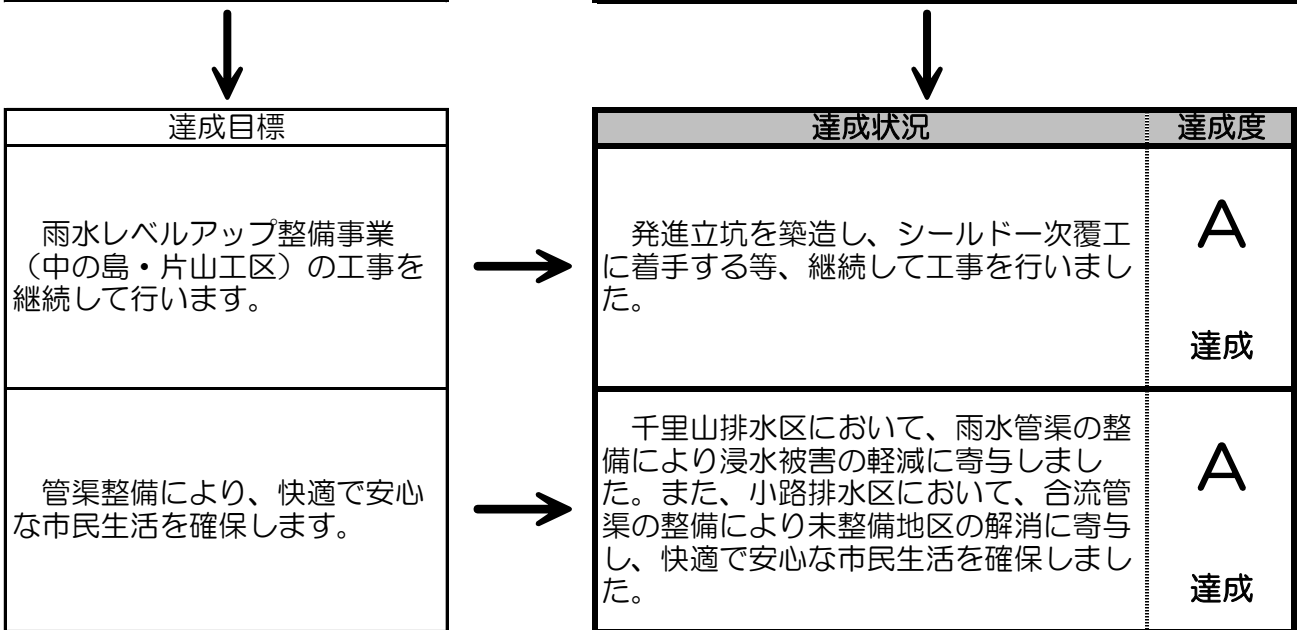 達成目標
達成状況
達成度
雨水レベルアップ整備事業
（中の島・片山工区）の工事を
継続して行います。
発進立坑を築造し、シールド一次覆工
に着手する等、継続して工事を行いまし
た。
A
達成
管渠整備により、快適で安心
な市民生活を確保します。
千里山排水区において、雨水管渠の整
備により浸水被害の軽減に寄与しまし
た。また、小路排水区において、合流管
渠の整備により未整備地区の解消に寄与
し、快適で安心な市民生活を確保しまし
た。
A
達成